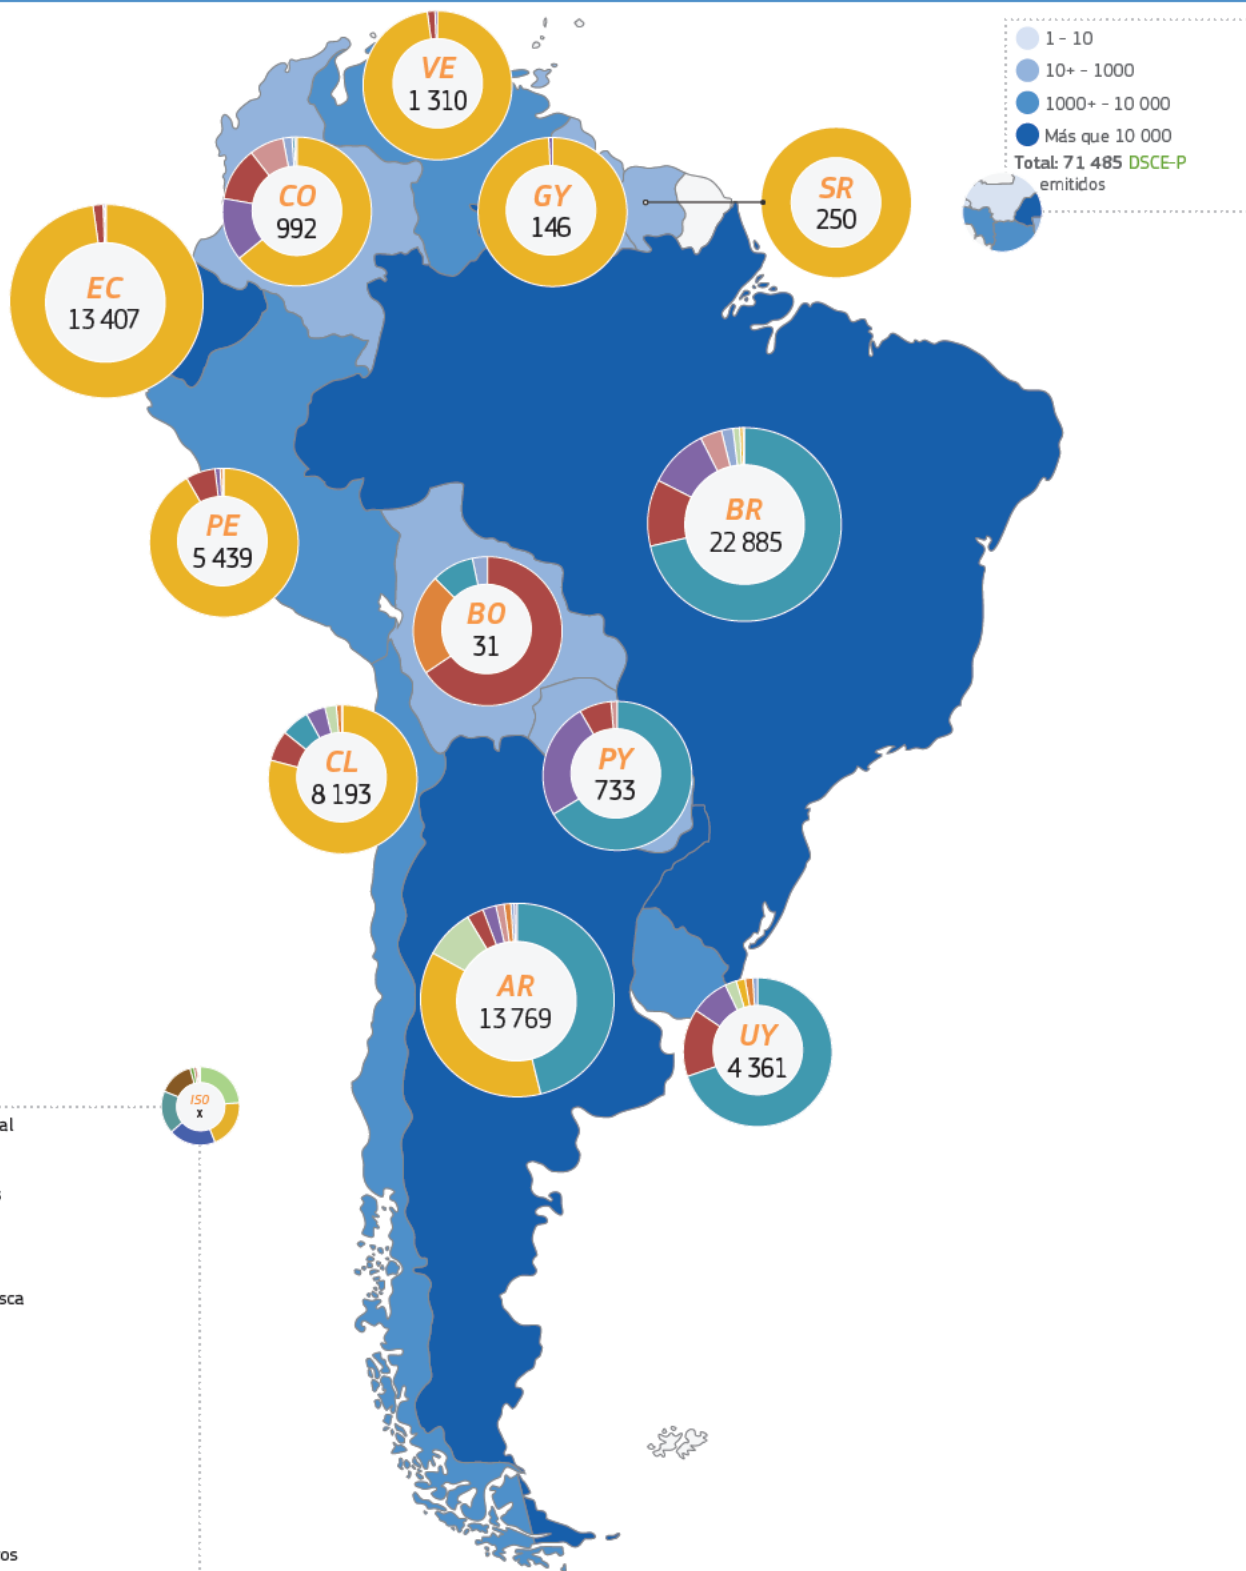 1 - 10
10+ - 1000
1000+ - 10 000
Más que 10 000
Total: 71 485 DSCE-P
emitidos
VE
1 310
CO
992
GY
146
SR
250
EC
13 407
PE
5 439
BR
22 885
BO
31
CL
8 193
PY
733
AR
13 769
UY
4 361
ISO
x
al
s
sca
os